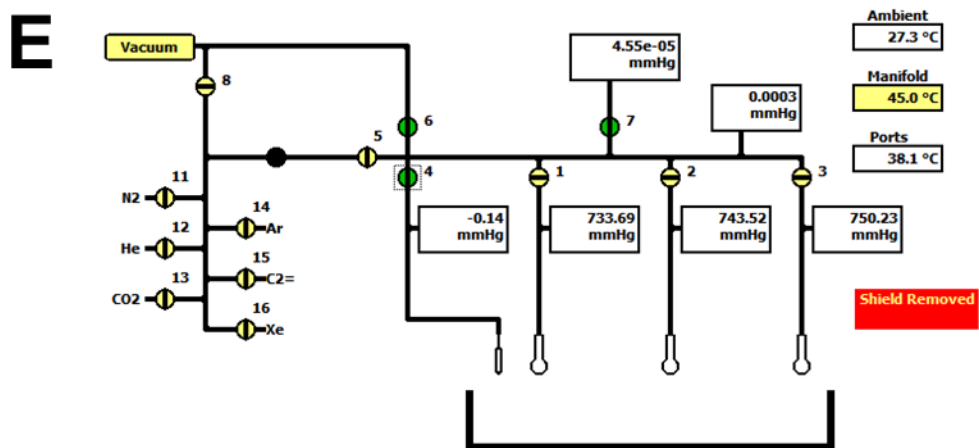 E
Vacuum
8
6
5
4
4.55e-05
mmHg
7
0.0003
mmHg
Ambient
27.3 °C
Manifold
45.0 °C
Ports
38.1 °C
1
2
3
11
N2
14
Ar
12
He
15
C2=
13
CO2
16
Xe
-0.14
mmHg
733.69
mmHg
743.52
mmHg
750.23
mmHg
Shield Removed